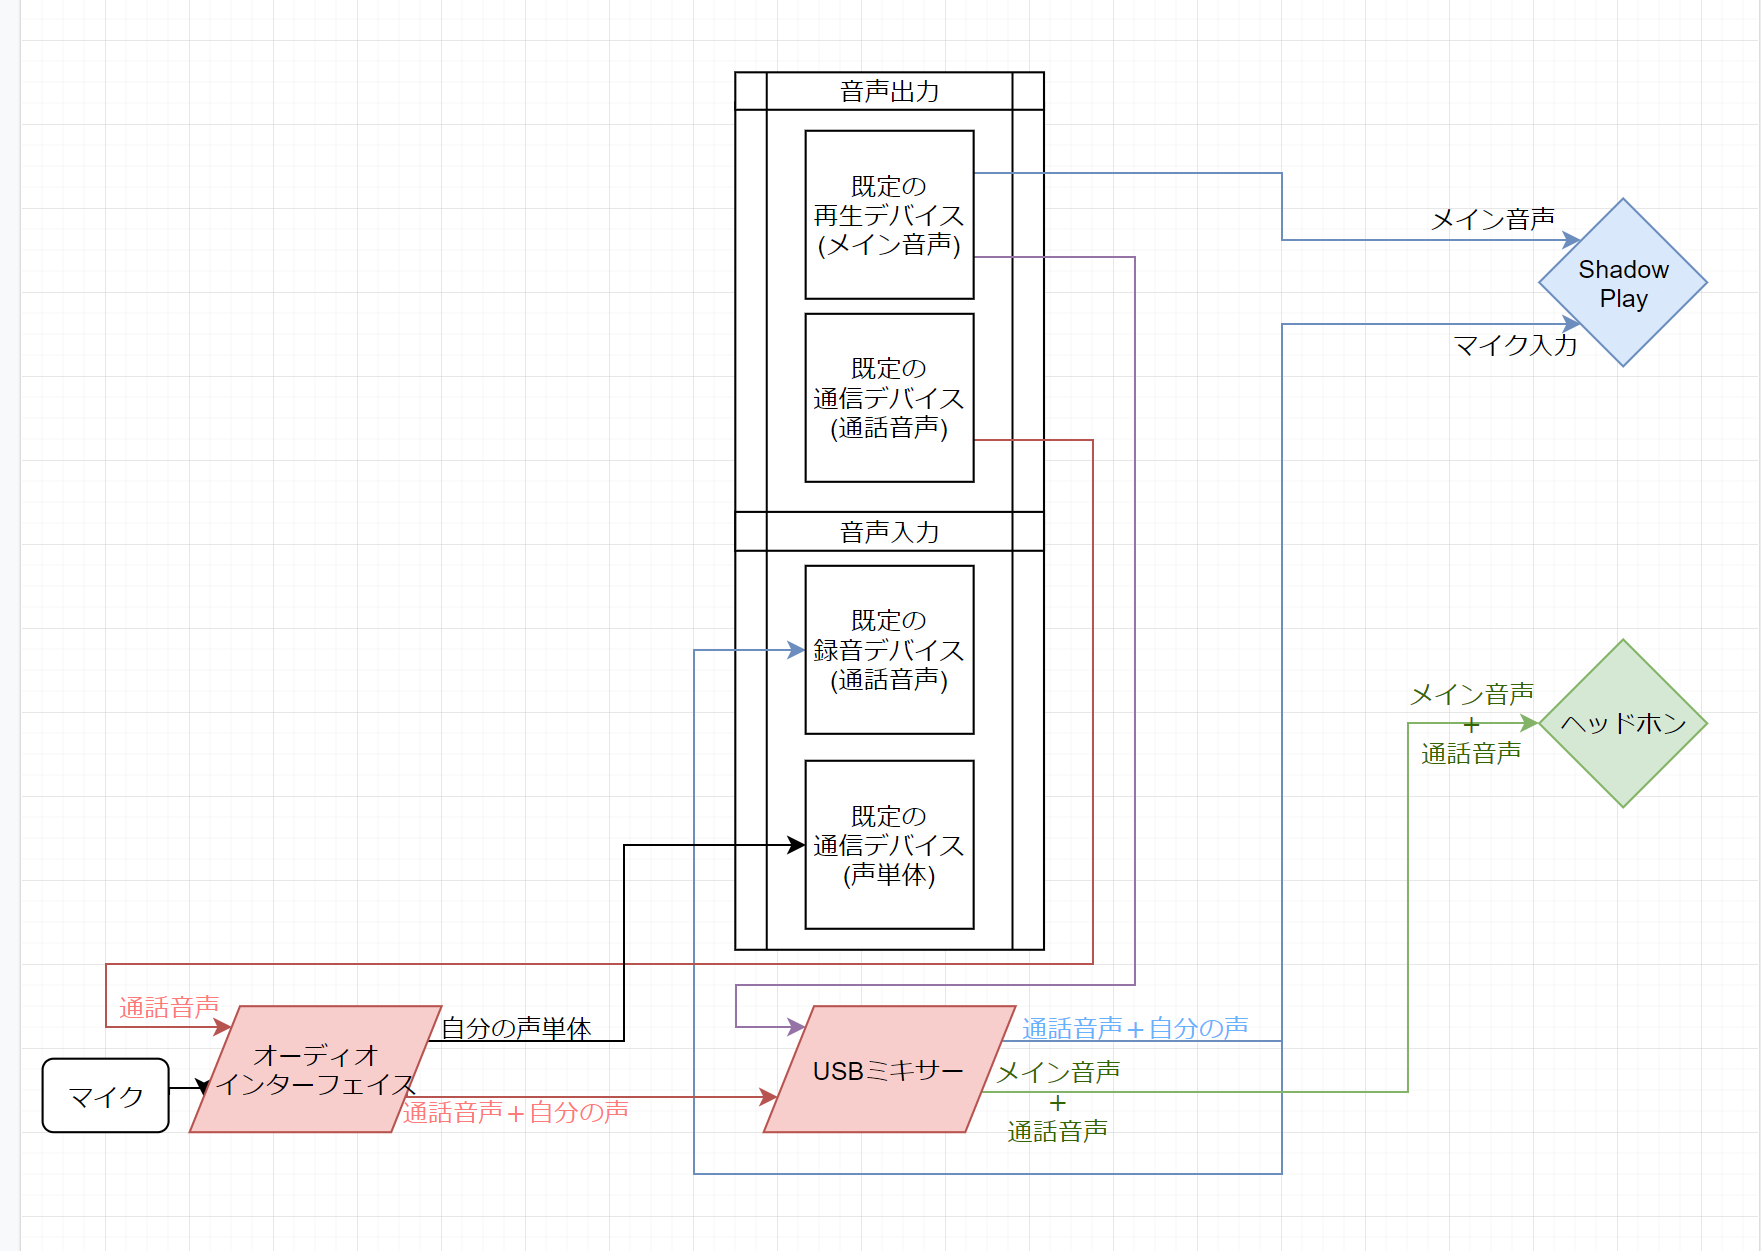 音声出力
既定の
再生デバイス
(メイン音声)
メイン音声
Shadow
Play
マイク入力
既定の
通信デバイス
(通話音声)
音声入力
既定の
録音デバイス
(通話音声)
メイン音声
+
通話音声
ヘッドホン
既定の
通信デバイス
(声単体)
通話音声
自分の声単体
オーディオ
インターフェイス
マイク
通話音声+自分の声
USBミキサー
通話音声+自分の声
メイン音声
+
通話音声